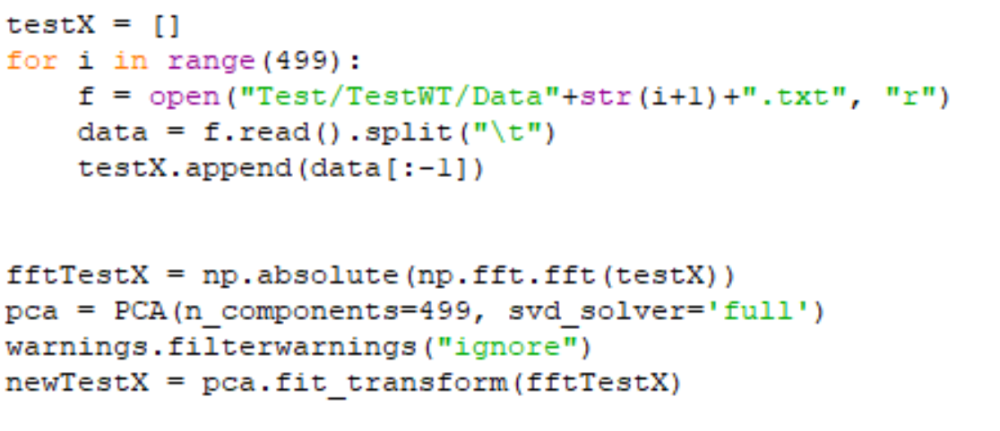 testX = []
for i in range(499):
    f = open("Test/TestWT/Data"+str(i+1)+".txt", "r")
    data = f.read().split("\t")
    testX.append(data[:-1])
fftTestX = np.absolute(np.fft.fft(testX))
pca = PCA(n_components=499, svd_solver='full')
warnings.filterwarnings("ignore")
newTestX = pca.fit_transform(fftTestX)